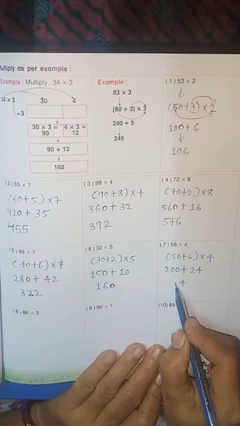 Multiply as per example :
Example : Multiply : 34 × 3
34 × 3
30 4
× 3
30 × 3 = 90
4 × 3 = 12
90 + 12
102
Example :
83 × 3
(80 + 3) × 3
240 + 9
249
(1) 53 × 2
(50+3)×2
100+6
106
(2) 65 × 7
(60+5)×7
420+35
455
(3) 98 × 4
(90+8)×4
360+32
392
(4) 72 × 8
(70+2)×8
560+16
576
(5) 46 × 7
(40+6)×7
280+42
322
(6) 32 × 5
(30+2)×5
150+10
160
(7) 56 × 4
(50+6)×4
200+24
4
(8) 86 × 3
(9) 90 × 7
(10)